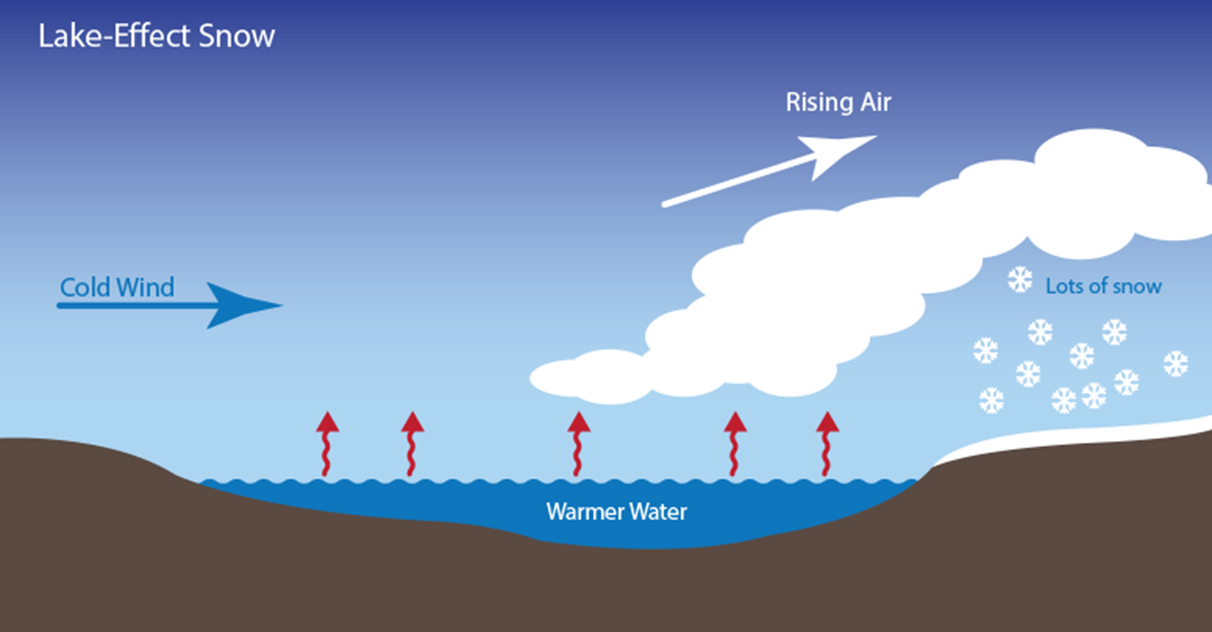 Lake-Effect Snow
Rising Air
Cold Wind
Lots of snow
Warmer Water